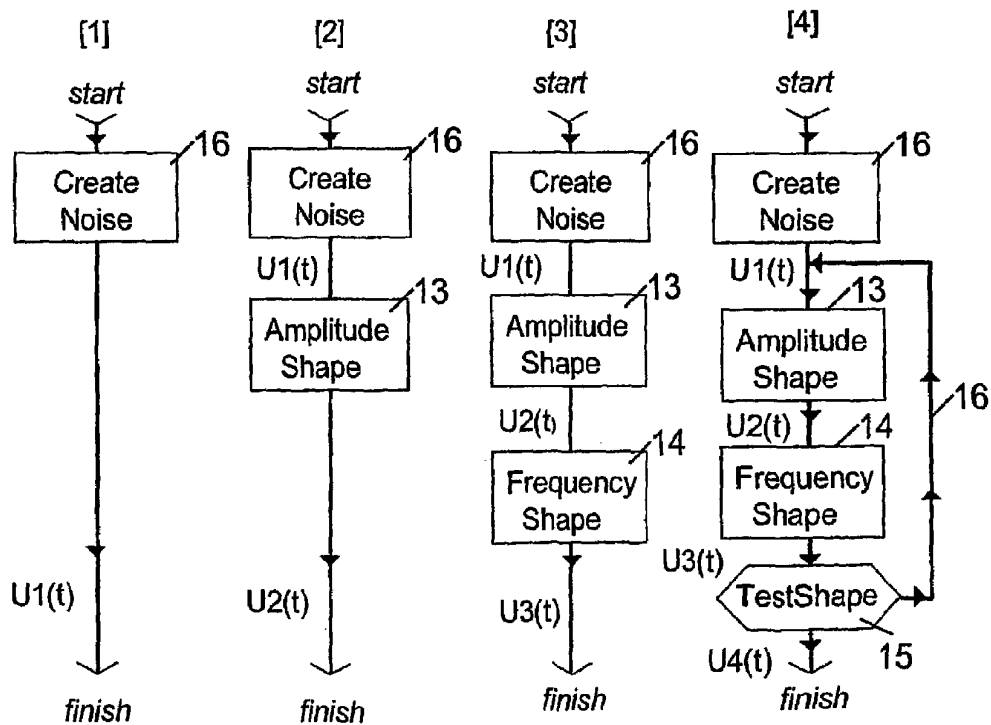 [1]
start
16
Create
Noise
U1(t)
finish
[2]
start
16
Create
Noise
U1(t)
13
Amplitude
Shape
U2(t)
finish
[3]
start
16
Create
Noise
U1(t)
13
Amplitude
Shape
U2(t)
14
Frequency
Shape
U3(t)
finish
[4]
start
16
Create
Noise
U1(t)
13
Amplitude
Shape
16
U2(t)
14
Frequency
Shape
U3(t)
TestShape
15
U4(t)
finish